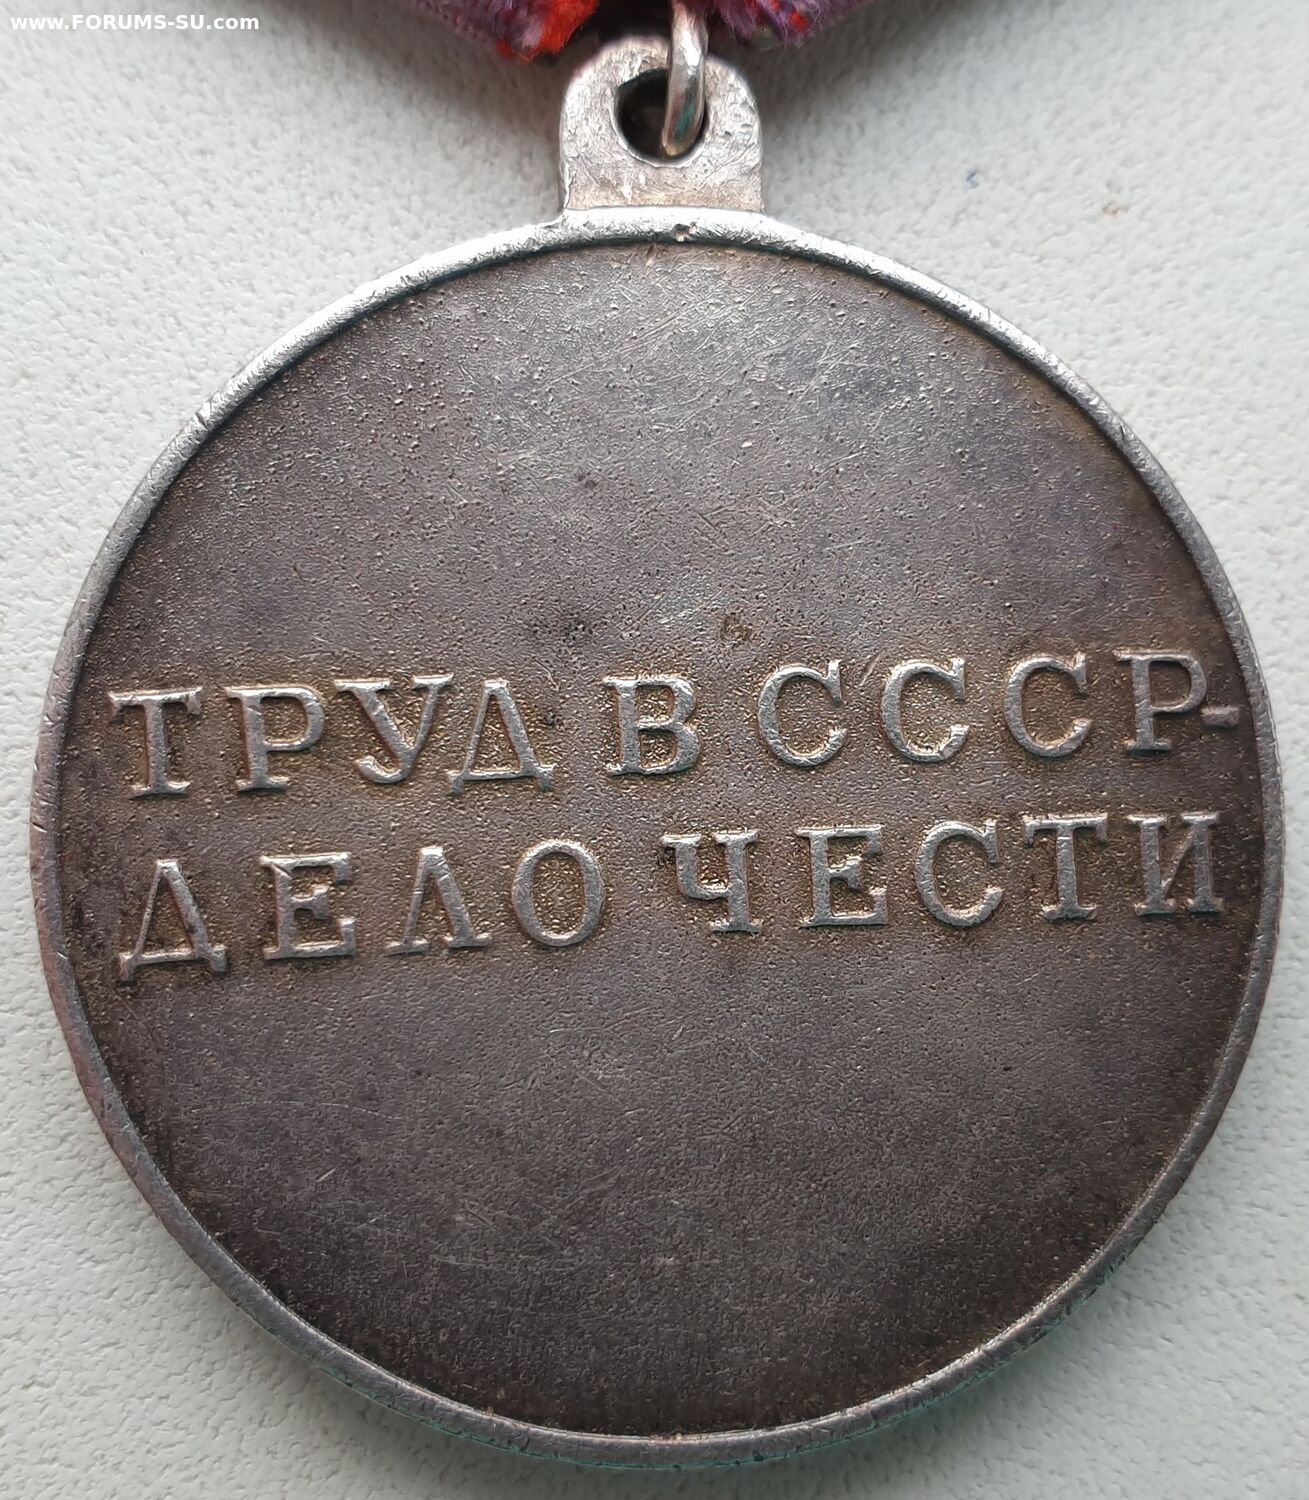 www.FORUMS-SU.com
ТРУД В СССР-
ДЕЛО ЧЕСТИ